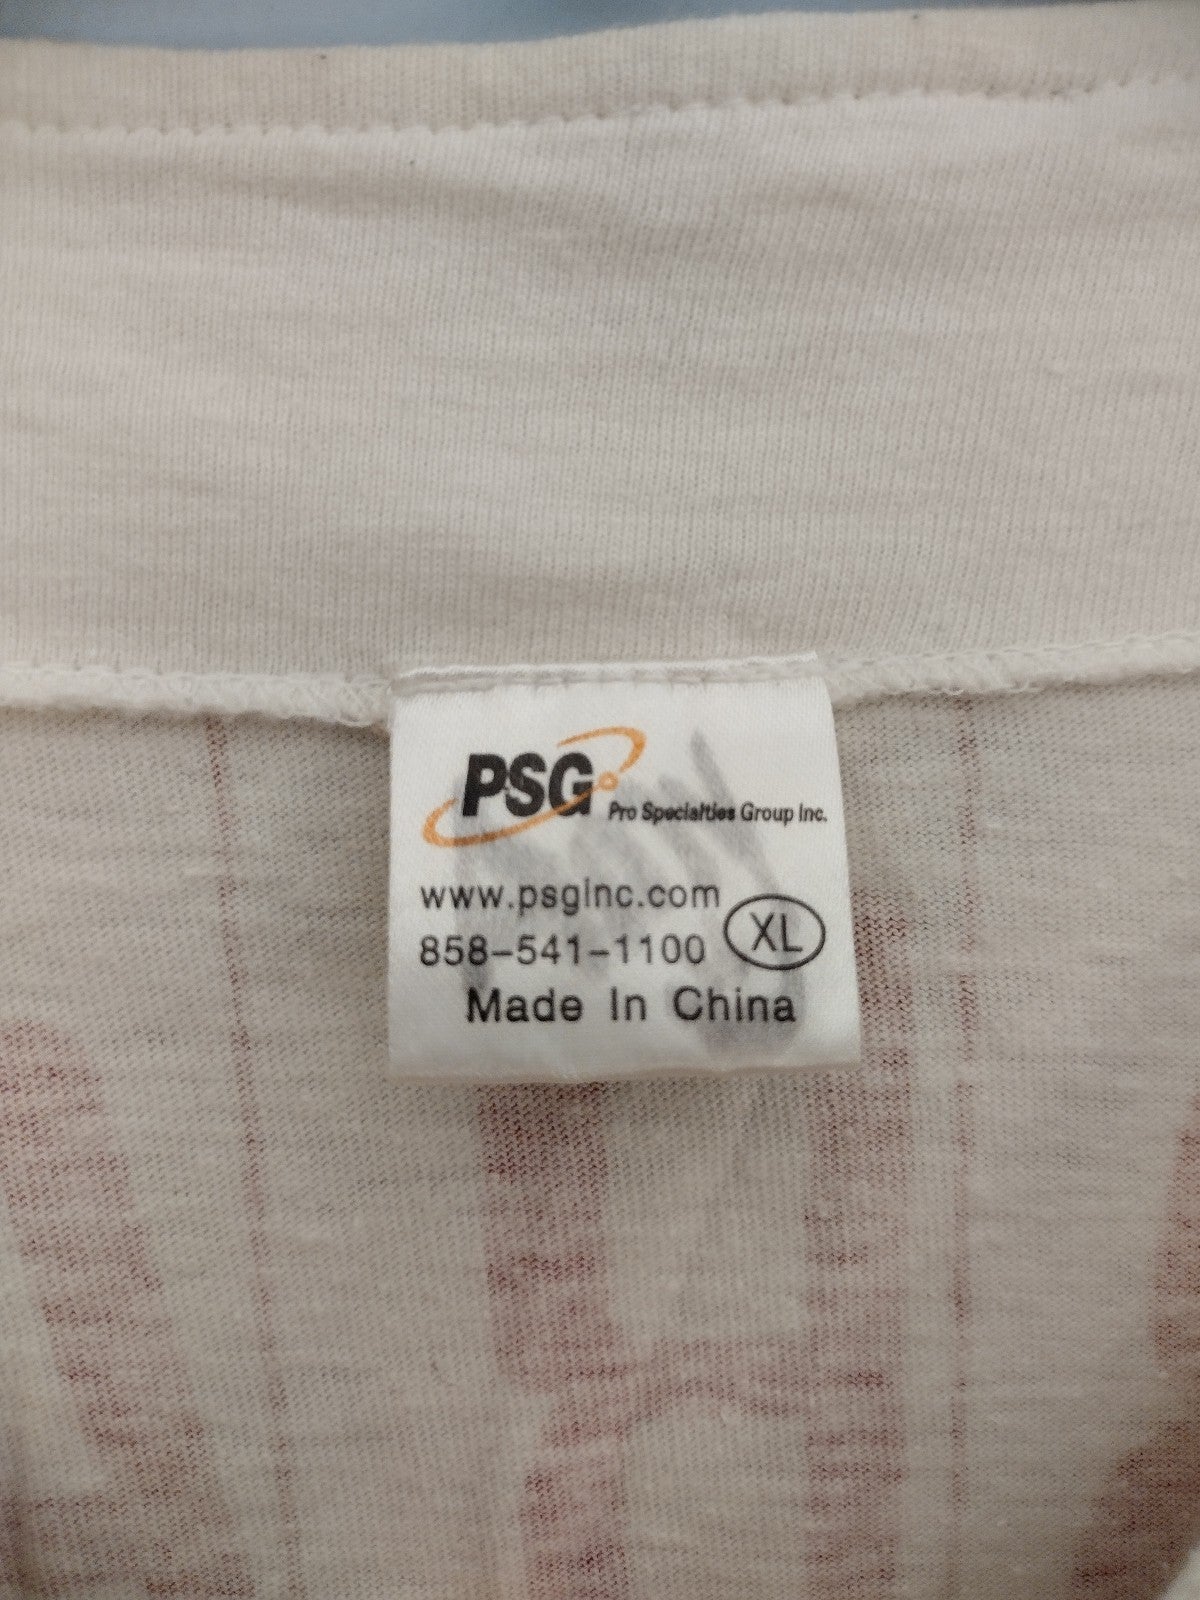 PSG
Pro Specialties Group Inc.
www.psginc.com
858-541-1100 XL
Made In China